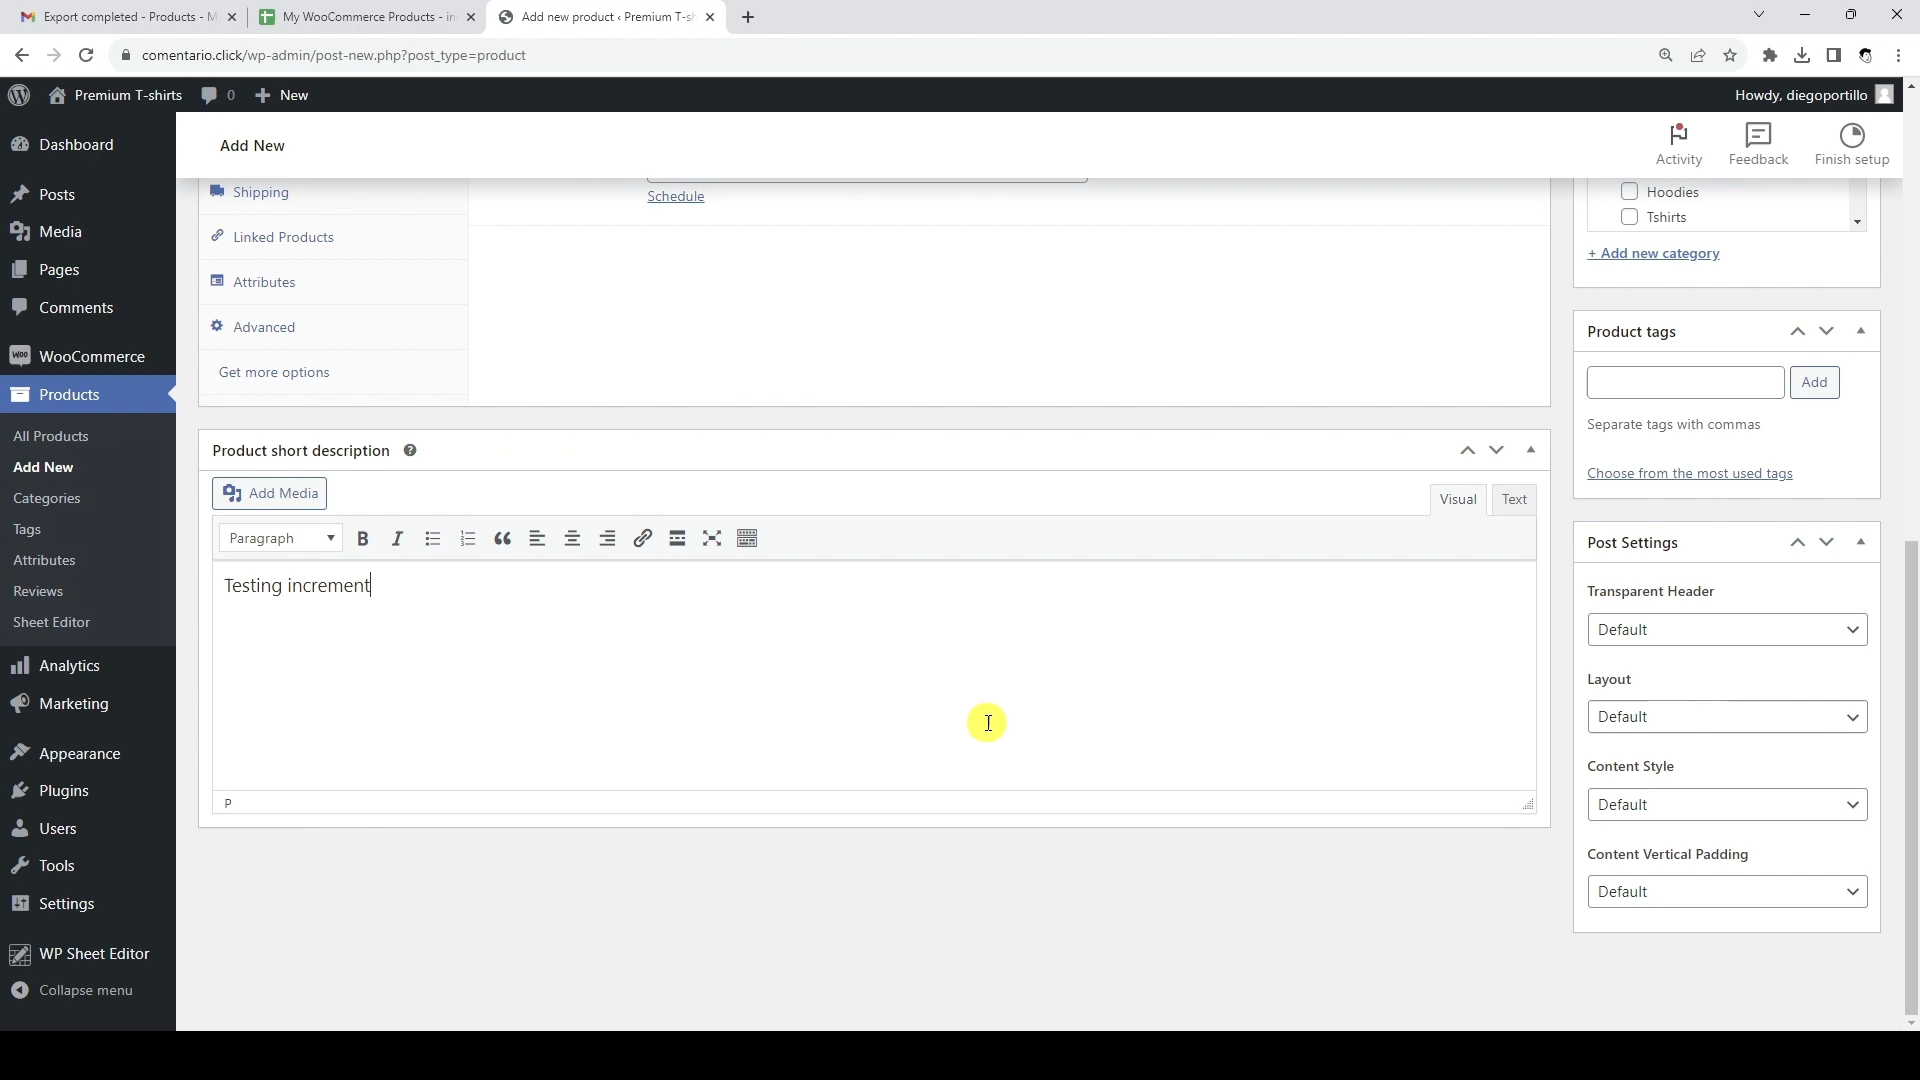 Export completed - Products - M
My WooCommerce Products - in
Add new product ‹ Premium T-sh
comentario.click/wp-admin/post-new.php?post_type=product
Premium T-shirts
0
New
Howdy, diegoportillo
Dashboard
Posts
Media
Pages
Comments
Woo
WooCommerce
Products
All Products
Add New
Categories
Tags
Attributes
Reviews
Sheet Editor
Analytics
Marketing
Appearance
Plugins
Users
Tools
Settings
WP Sheet Editor
Collapse menu
Add New
Activity
Feedback
Finish setup
Shipping
Linked Products
Attributes
Advanced
Get more options
Schedule
Product short description
Add Media
Visual
Text
Paragraph
Testing increment
P
Hoodies
Tshirts
+ Add new category
Product tags
Add
Separate tags with commas
Choose from the most used tags
Post Settings
Transparent Header
Default
Layout
Default
Content Style
Default
Content Vertical Padding
Default